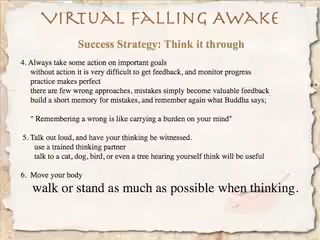 Virtual Falling Awake
Success Strategy: Think it through
4. Always take some action on important goals
without action it is very difficult to get feedback, and monitor progress
practice makes perfect
there are few wrong approaches, mistakes simply become valuable feedback
build a short memory for mistakes, and remember again what Buddha says;
" Remembering a wrong is like carrying a burden on your mind"
5. Talk out loud, and have your thinking be witnessed.
use a trained thinking partner
talk to a cat, dog, bird, or even a tree hearing yourself think will be useful
6. Move your body
walk or stand as much as possible when thinking.